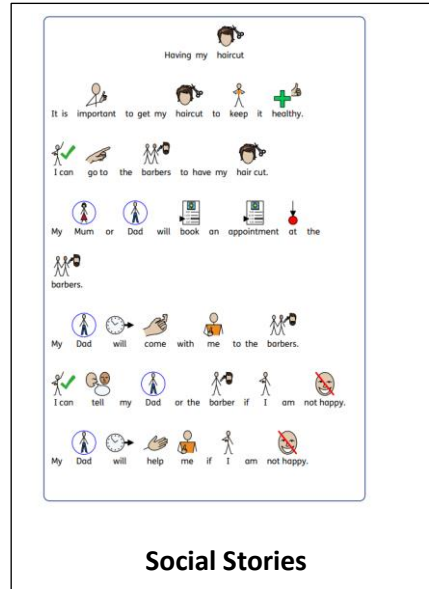 Having my haircut
It is important to get my haircut to keep it healthy.
I can go to the barbers to have my hair cut.
My Mum or Dad will book an appointment at the
barbers.
My Dad will come with me to the barbers.
I can tell my Dad or the barber if I am not happy.
My Dad will help me if I am not happy.
Social Stories